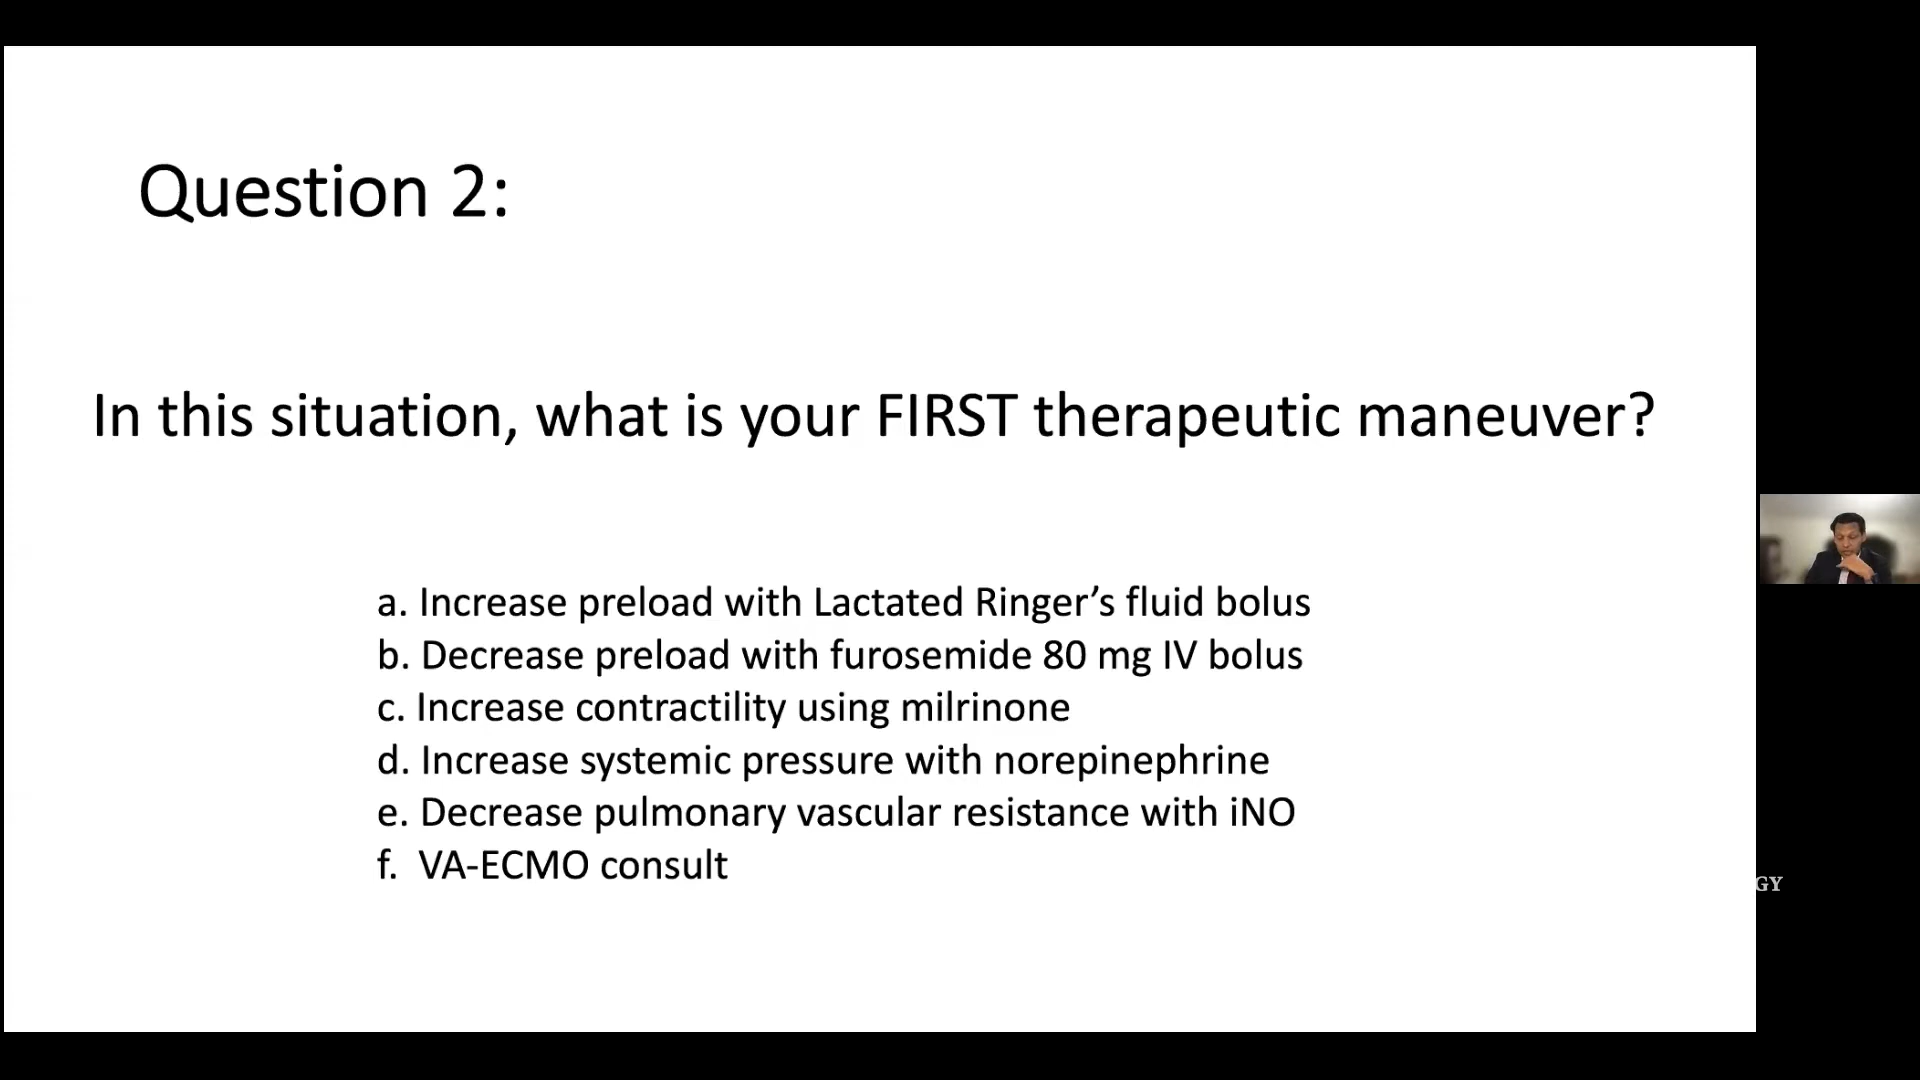 Question 2:
In this situation, what is your FIRST therapeutic maneuver?
a. Increase preload with Lactated Ringer’s fluid bolus
b. Decrease preload with furosemide 80 mg IV bolus
c. Increase contractility using milrinone
d. Increase systemic pressure with norepinephrine
e. Decrease pulmonary vascular resistance with iNO
f. VA-ECMO consult
GY